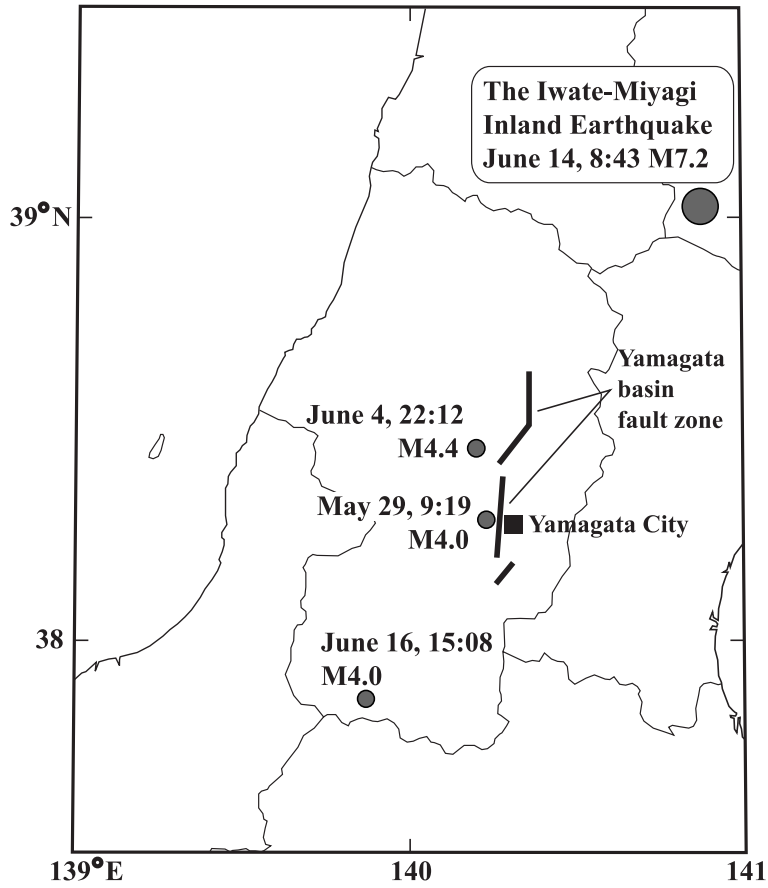 The Iwate-Miyagi
Inland Earthquake
June 14, 8:43 M7.2
39°N
Yamagata
basin
fault zone
June 4, 22:12
M4.4
May 29, 9:19
M4.0
Yamagata City
38
June 16, 15:08
M4.0
139°E
140
141